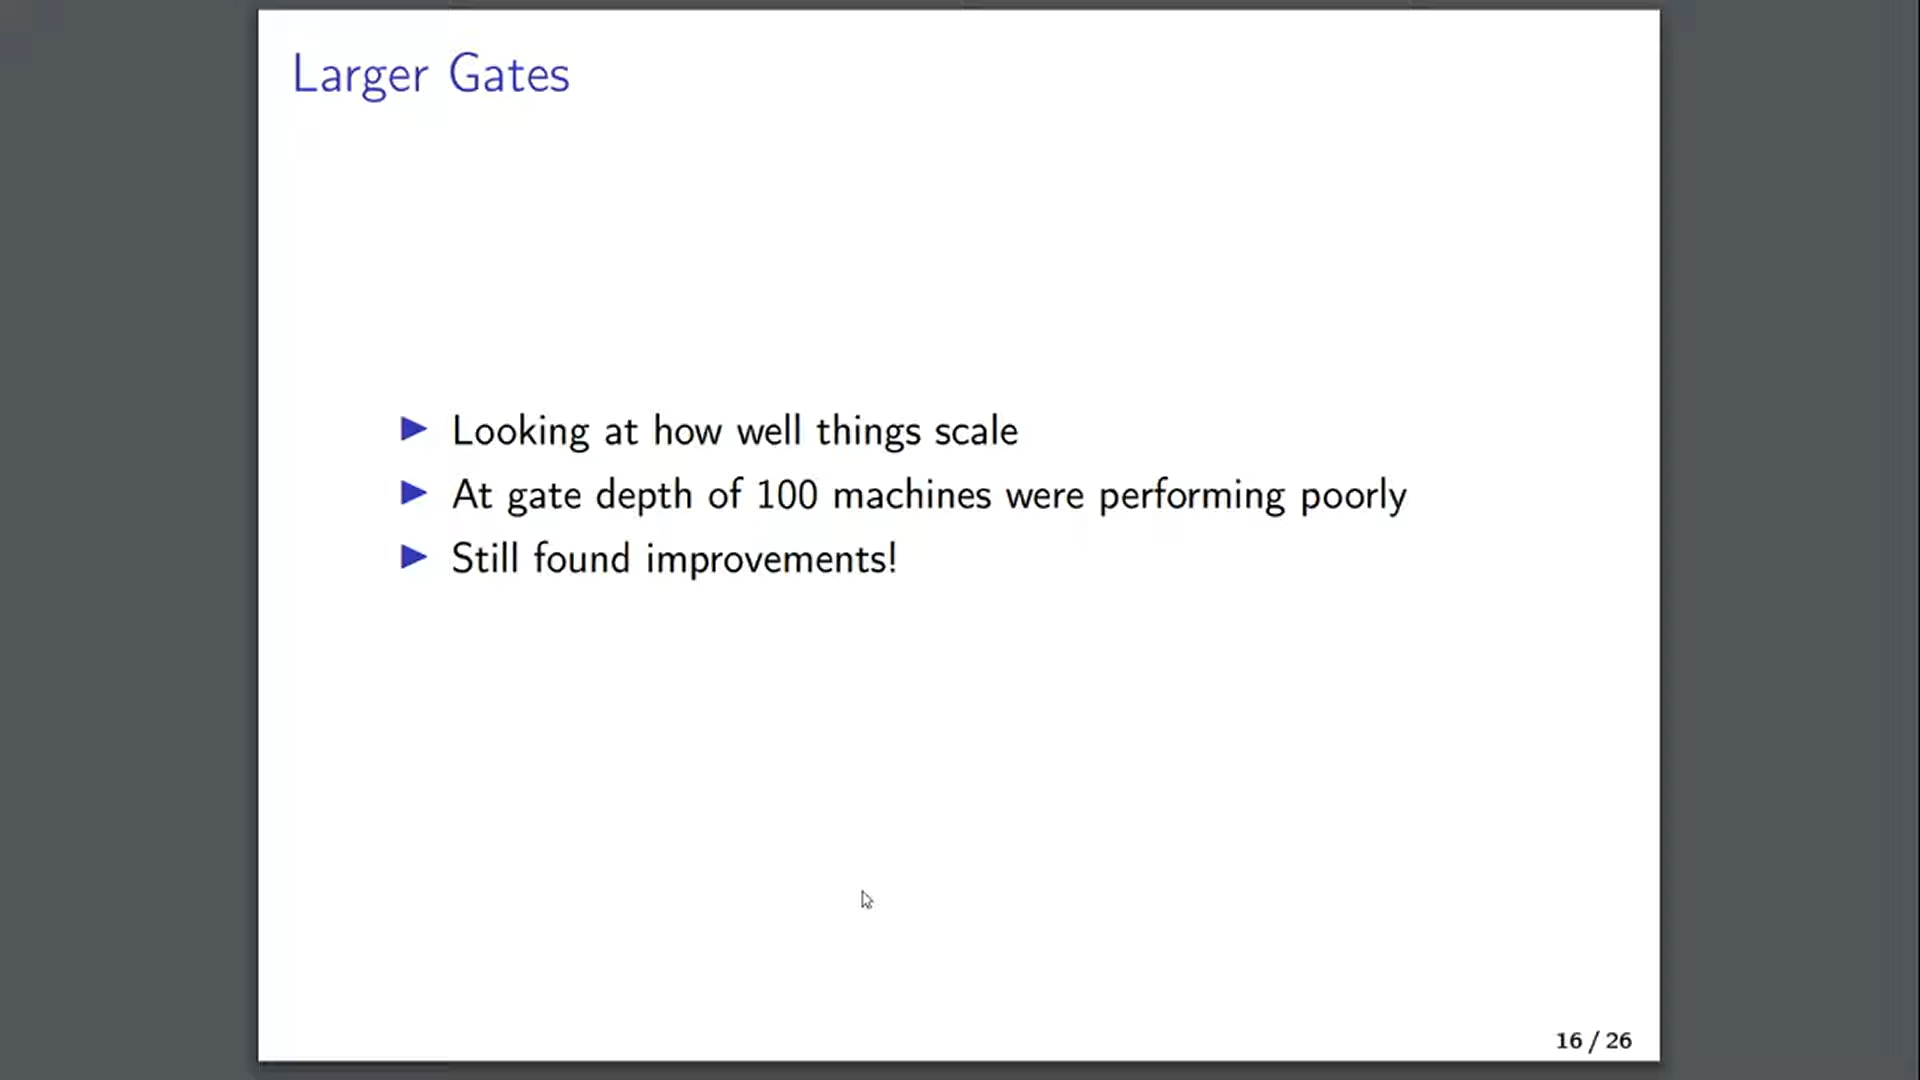 Larger Gates
Looking at how well things scale
At gate depth of 100 machines were performing poorly
Still found improvements!
16 / 26